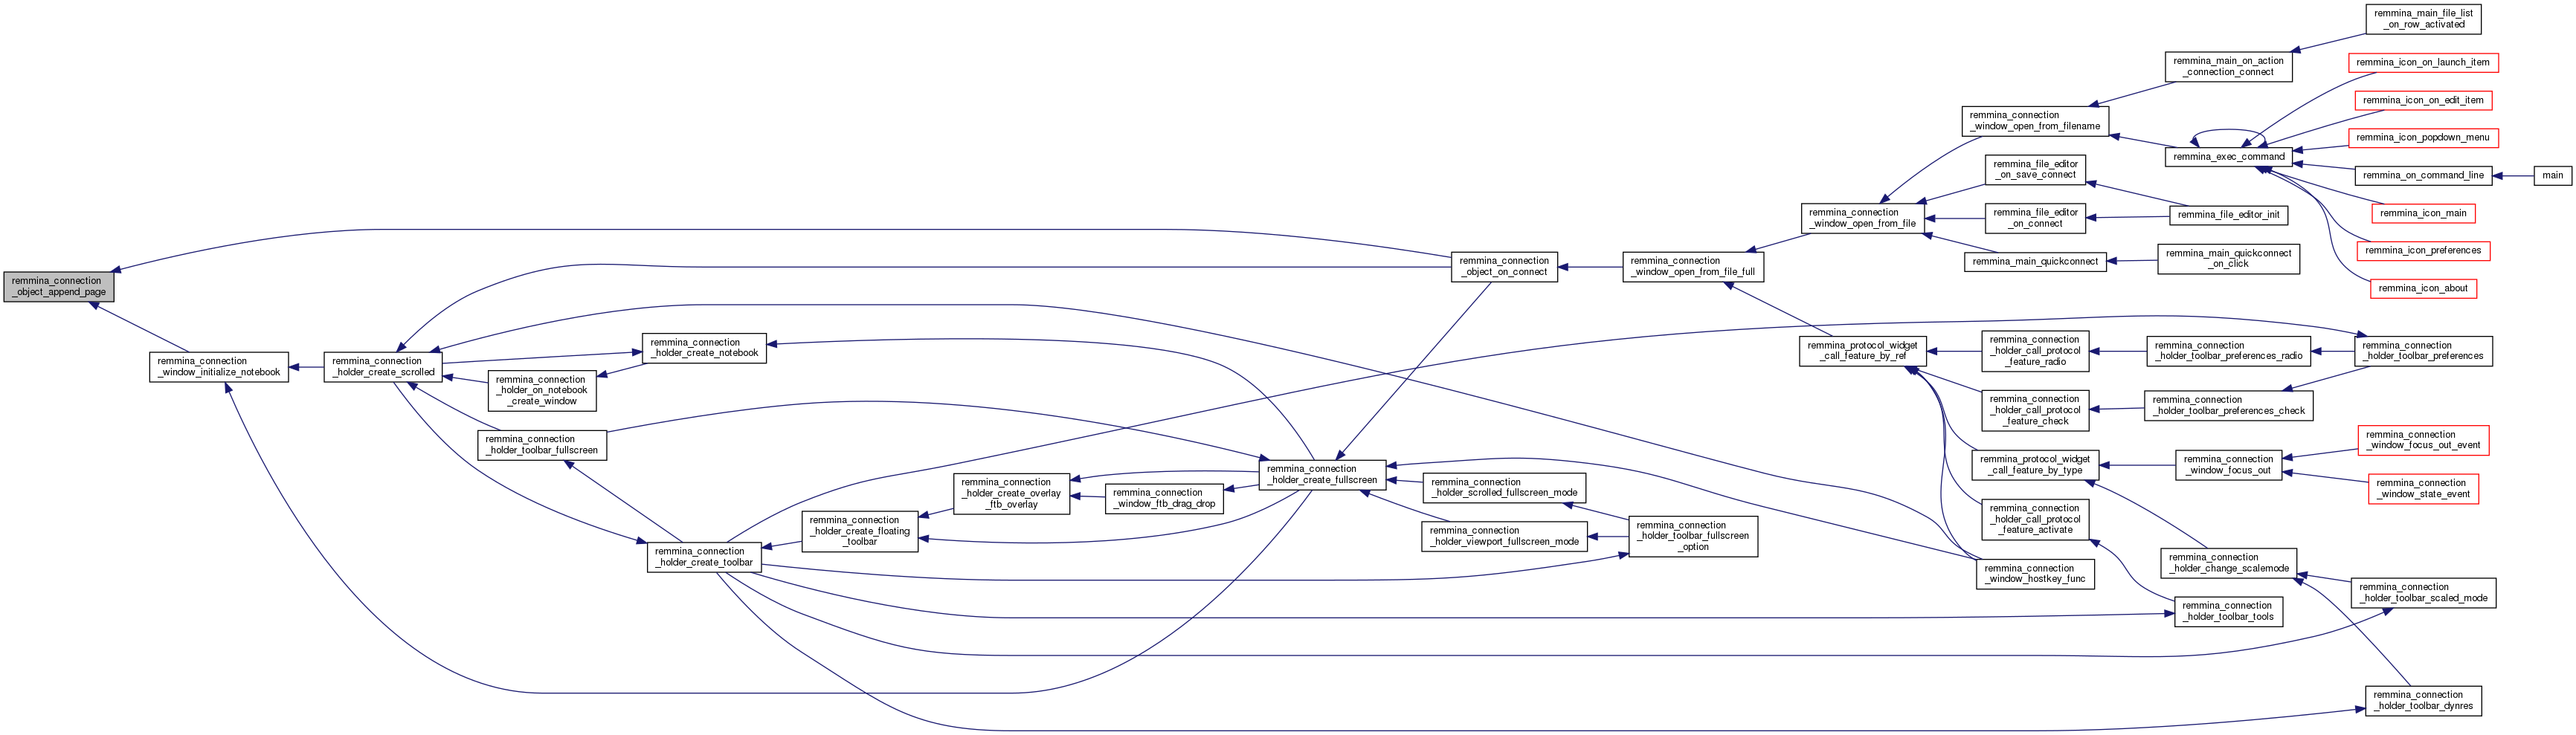 remmina_connection
_object_append_page
remmina_connection
_window_initialize_notebook
remmina_connection
_holder_create_scrolled
remmina_connection
_holder_create_notebook
remmina_connection
_holder_on_notebook
_create_window
remmina_connection
_holder_toolbar_fullscreen
remmina_connection
_holder_create_toolbar
remmina_connection
_holder_create_floating
_toolbar
remmina_connection
_holder_create_overlay
_ftb_overlay
remmina_connection
_window_ftb_drag_drop
remmina_connection
_holder_create_fullscreen
remmina_connection
_object_on_connect
remmina_connection
_holder_scrolled_fullscreen_mode
remmina_connection
_holder_viewport_fullscreen_mode
remmina_connection
_holder_toolbar_fullscreen
_option
remmina_connection
_window_open_from_file_full
remmina_connection
_window_open_from_file
remmina_protocol_widget
_call_feature_by_ref
remmina_connection
_window_open_from_filename
remmina_file_editor
_on_save_connect
remmina_file_editor
_on_connect
remmina_main_quickconnect
remmina_connection
_holder_call_protocol
_feature_radio
remmina_connection
_holder_call_protocol
_feature_check
remmina_protocol_widget
_call_feature_by_type
remmina_connection
_holder_call_protocol
_feature_activate
remmina_connection
_window_hostkey_func
remmina_main_on_action
_connection_connect
remmina_exec_command
remmina_file_editor_init
remmina_main_quickconnect
_on_click
remmina_connection
_holder_toolbar_preferences_radio
remmina_connection
_holder_toolbar_preferences_check
remmina_connection
_window_focus_out
remmina_connection
_holder_change_scalemode
remmina_connection
_holder_toolbar_tools
remmina_main_file_list
_on_row_activated
remmina_icon_on_launch_item
remmina_icon_on_edit_item
remmina_icon_popdown_menu
remmina_on_command_line
main
remmina_icon_main
remmina_icon_preferences
remmina_icon_about
remmina_connection
_holder_toolbar_preferences
remmina_connection
_window_focus_out_event
remmina_connection
_window_state_event
remmina_connection
_holder_toolbar_scaled_mode
remmina_connection
_holder_toolbar_dynres